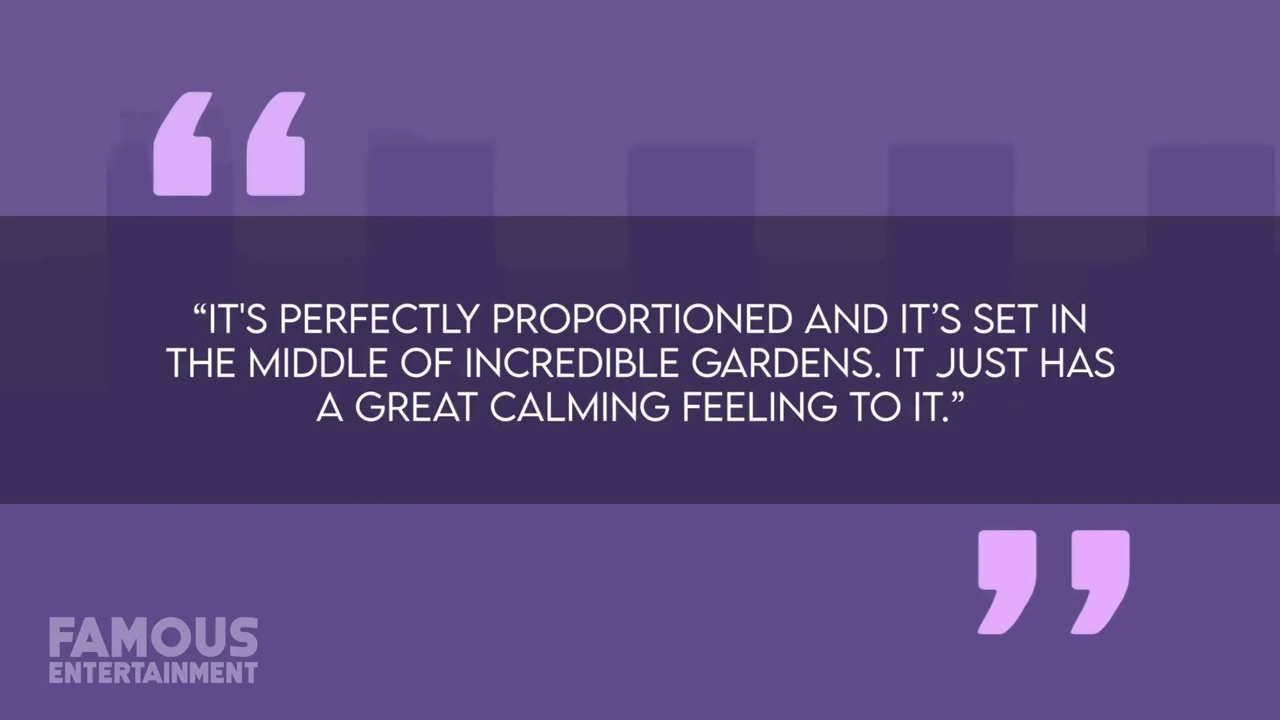 “IT'S PERFECTLY PROPORTIONED AND IT’S SET IN
THE MIDDLE OF INCREDIBLE GARDENS. IT JUST HAS
A GREAT CALMING FEELING TO IT.”
FAMOUS
ENTERTAINMENT